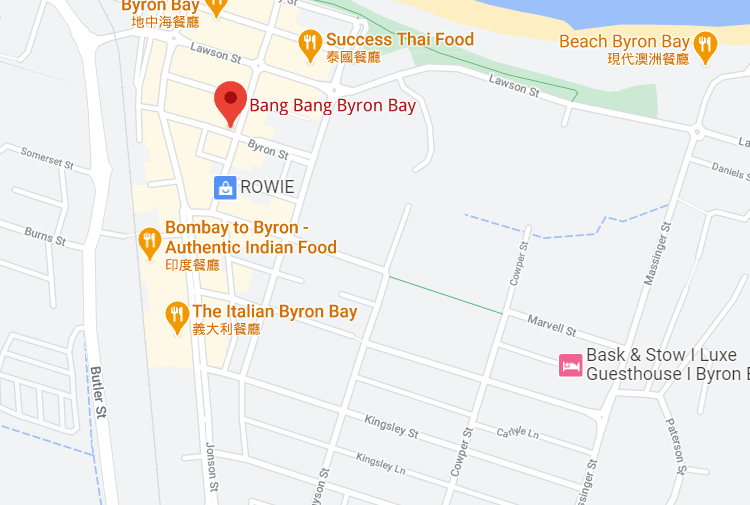 Byron Bay
地中海餐廳
Success Thai Food
泰國餐廳
Beach Byron Bay
現代澳洲餐廳
Lawson St
Lawson St
Bang Bang Byron Bay
Byron St
Somerset St
Daniels S
ROWIE
Burns St
Bombay to Byron -
Authentic Indian Food
印度餐廳
Cowper St
Massinger St
The Italian Byron Bay
義大利餐廳
Marvell St
Bask & Stow I Luxe
Guesthouse I Byron B
Butler St
Kingsley St
Carlyle Ln
Paterson St
Jonson St
Kingsley Ln
Cowper St
yson St
ssinger St
La